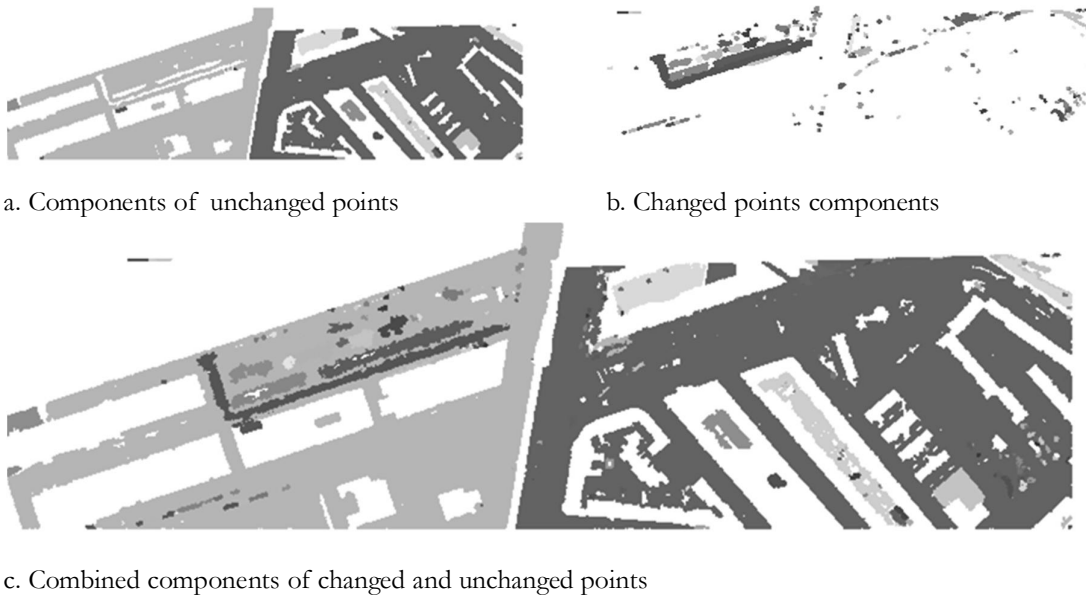 a. Components of unchanged points
b. Changed points components
c. Combined components of changed and unchanged points